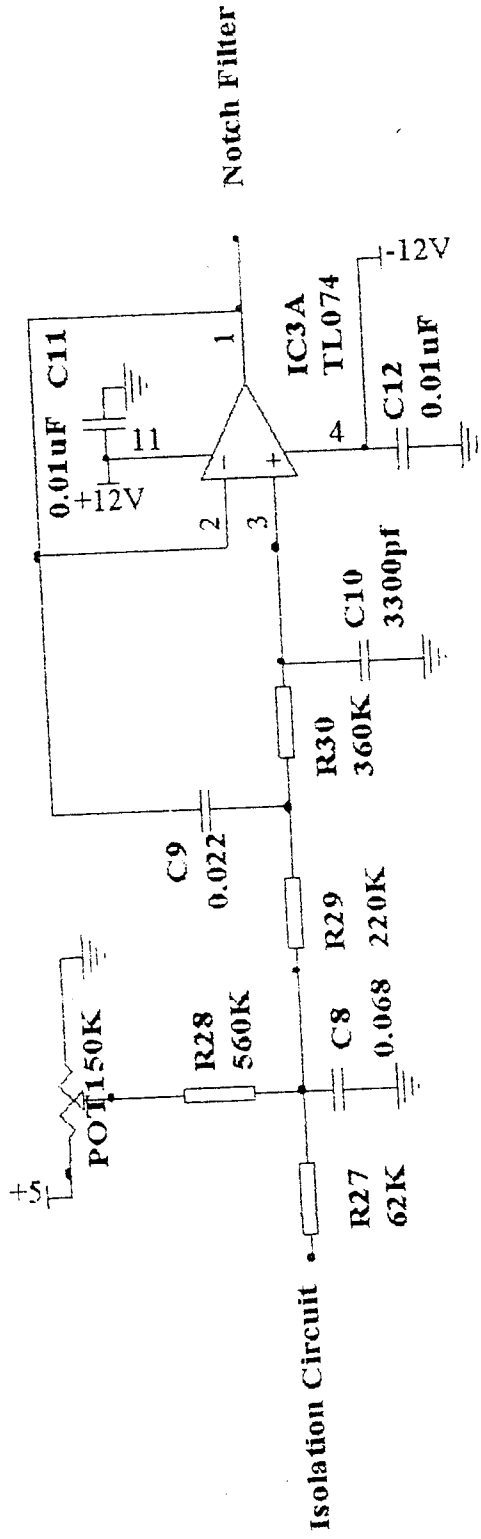 Isolation Circuit
R27
62K
+5
POT150K
R28
560K
C8
0.068
R29
220K
C9
0.022
R30
360K
C10
3300pf
2
3
+12V
0.01uF C11
11
-
+
1
4
IC3A
TL074
C12
0.01uF
-12V
Notch Filter